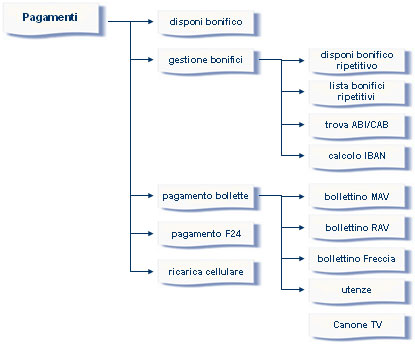 Pagamenti
disponi bonifico
gestione bonifici
disponi bonifico
ripetitivo
lista bonifici
ripetitivi
trova ABI/CAB
calcolo IBAN
pagamento bollette
bollettino MAV
pagamento F24
bollettino RAV
ricarica cellulare
bollettino Freccia
utenze
Canone TV